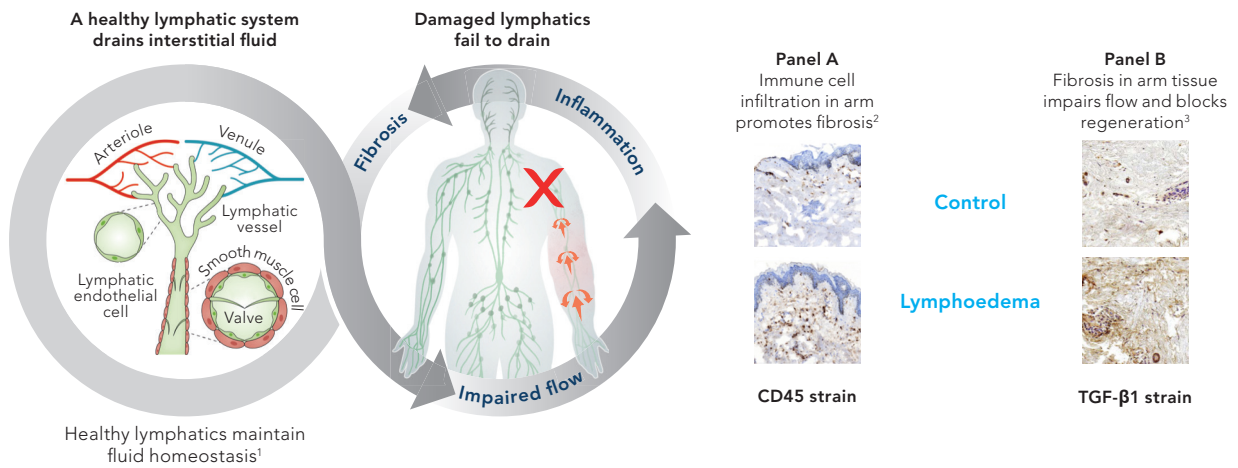 A healthy lymphatic system
drains interstitial fluid
Arteriole
Venule
Lymphatic
vessel
Lymphatic
endothelial
cell
Smooth muscle cell
Valve
Healthy lymphatics maintain
fluid homeostasis¹
Damaged lymphatics
fail to drain
Fibrosis
Inflammation
X
Impaired flow
Panel A
Immune cell
infiltration in arm
promotes fibrosis²
Control
Lymphoedema
CD45 strain
Panel B
Fibrosis in arm tissue
impairs flow and blocks
regeneration³
TGF-β1 strain